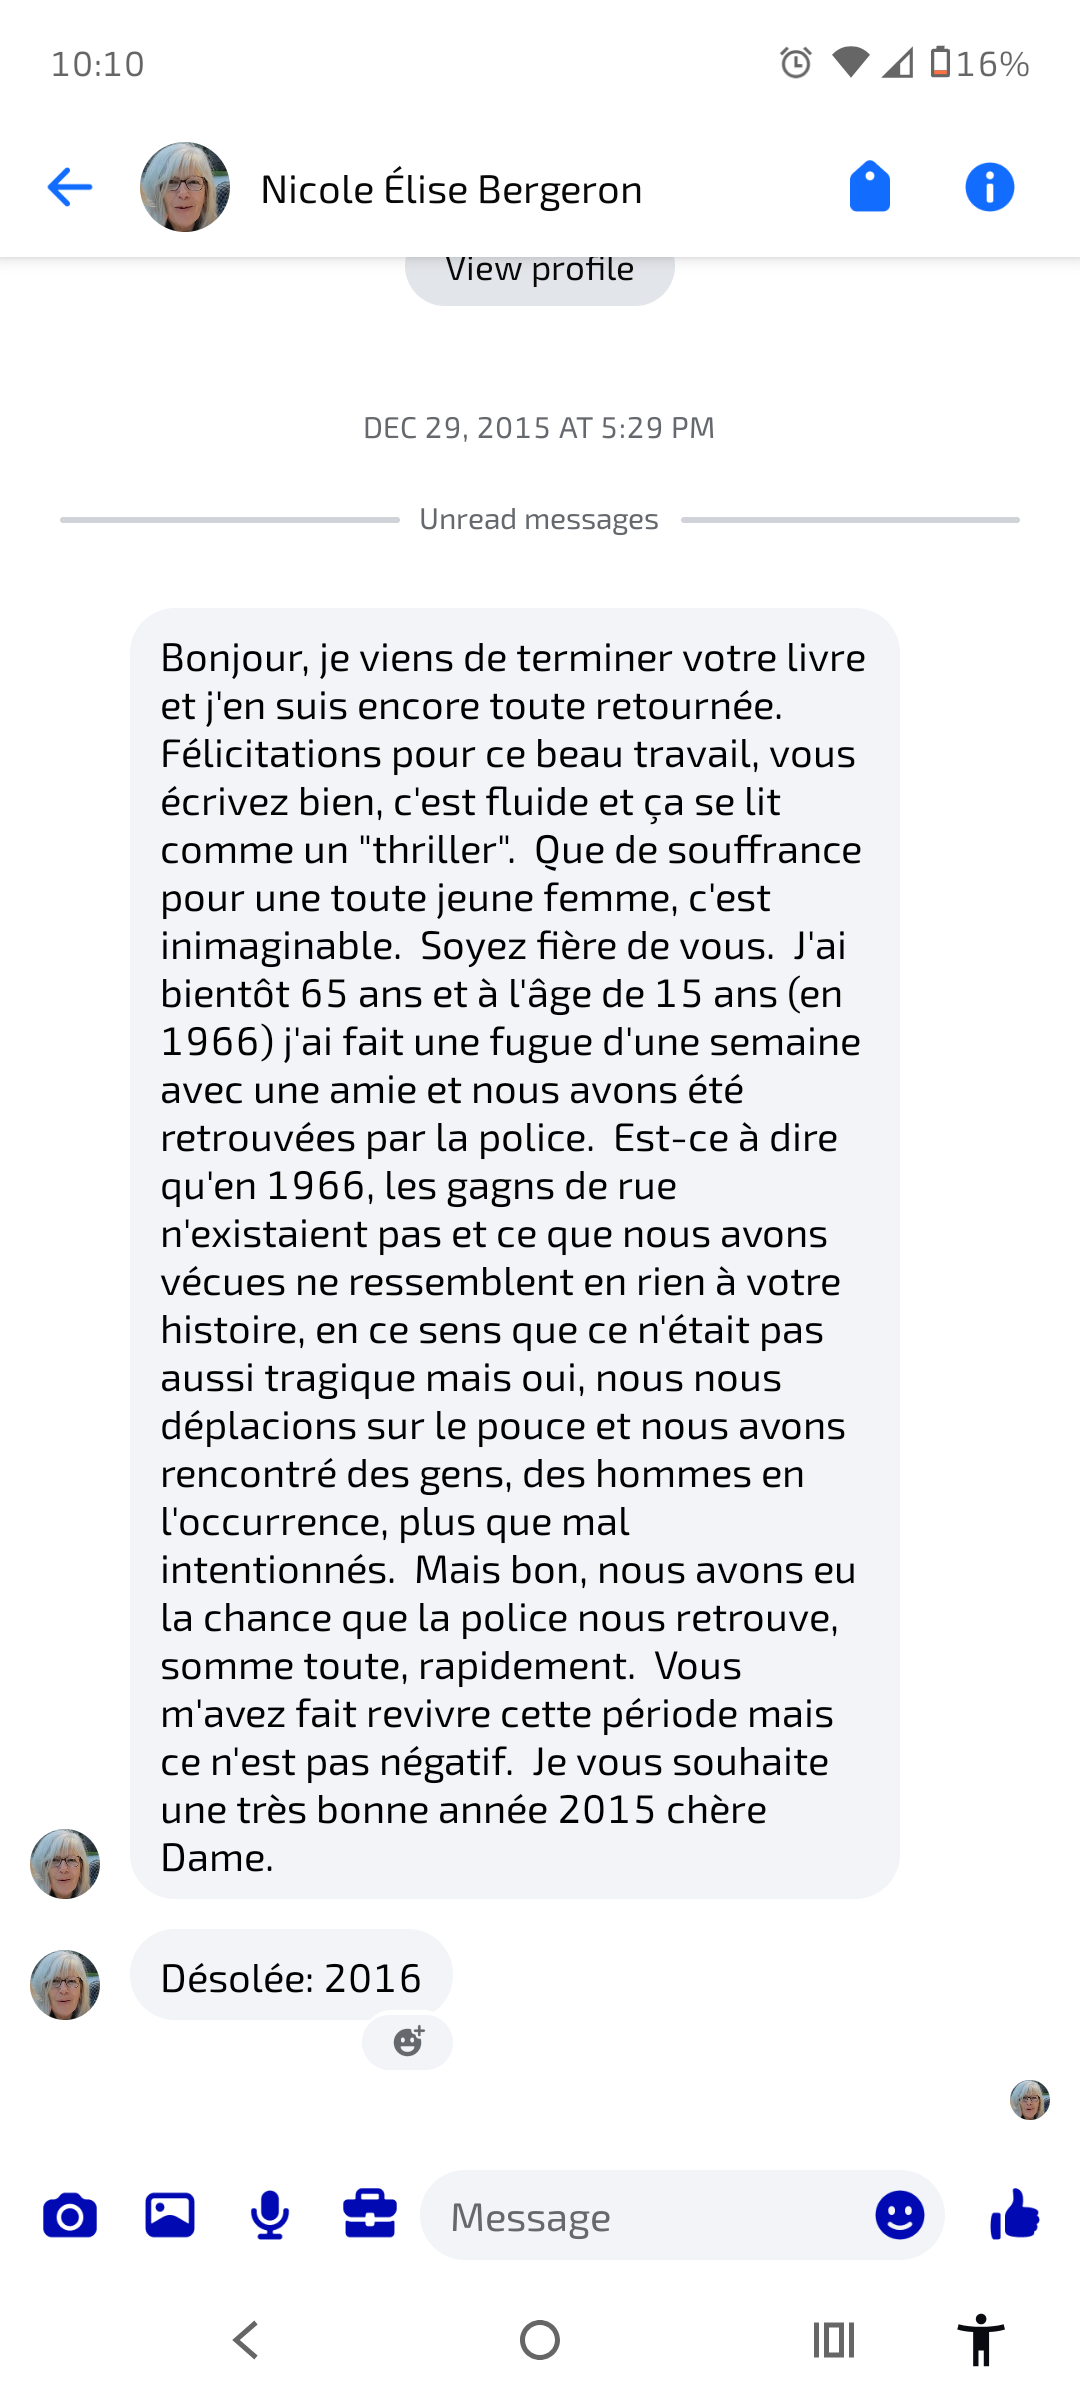 10:10
16%
Nicole Élise Bergeron
View profile
DEC 29, 2015 AT 5:29 PM
Unread messages
Bonjour, je viens de terminer votre livre
et j'en suis encore toute retournée.
Félicitations pour ce beau travail, vous
écrivez bien, c'est fluide et ça se lit
comme un "thriller".  Que de souffrance
pour une toute jeune femme, c'est
inimaginable.  Soyez fière de vous.  J'ai
bientôt 65 ans et à l'âge de 15 ans (en
1966) j'ai fait une fugue d'une semaine
avec une amie et nous avons été
retrouvées par la police.  Est-ce à dire
qu'en 1966, les gagns de rue
n'existaient pas et ce que nous avons
vécues ne ressemblent en rien à votre
histoire, en ce sens que ce n'était pas
aussi tragique mais oui, nous nous
déplacions sur le pouce et nous avons
rencontré des gens, des hommes en
l'occurrence, plus que mal
intentionnés.  Mais bon, nous avons eu
la chance que la police nous retrouve,
somme toute, rapidement.  Vous
m'avez fait revivre cette période mais
ce n'est pas négatif.  Je vous souhaite
une très bonne année 2015 chère
Dame.
Désolée: 2016
Message